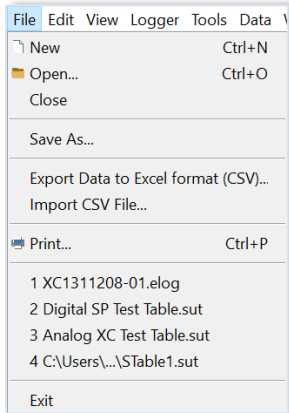 File Edit View Logger Tools Data
New Ctrl+N
Open... Ctrl+O
Close
Save As...
Export Data to Excel format (CSV)...
Import CSV File...
Print... Ctrl+P
1 XC1311208-01.elog
2 Digital SP Test Table.sut
3 Analog XC Test Table.sut
4 C:\Users\...\STable1.sut
Exit